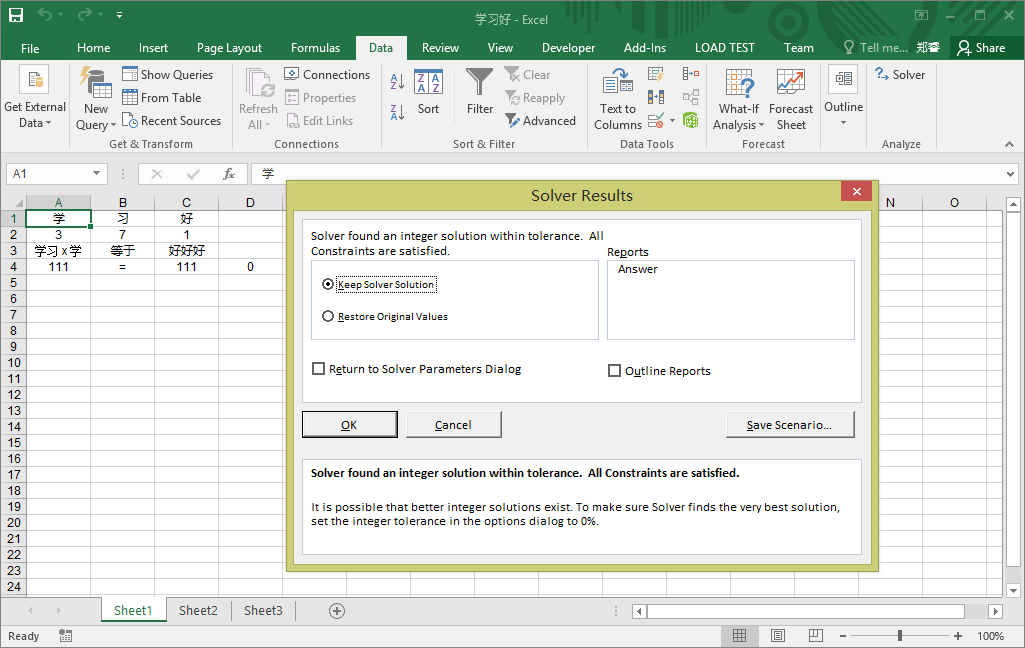 学习好 - Excel
File Home Insert Page Layout Formulas Data Review View Developer Add-Ins LOAD TEST Team Tell me... 郑睿 Share
Get External Data
New Query
Show Queries
From Table
Recent Sources
Get & Transform
Refresh All
Connections
Properties
Edit Links
Connections
Sort
Filter
Clear
Reapply
Advanced
Sort & Filter
Text to Columns
Data Tools
What-If Analysis
Forecast Sheet
Forecast
Outline
Solver
Analyze
A1 fx 学
A B C D N O
1 学 习 好
2 3 7 1
3 学习 x 学 等于 好好好
4 111 = 111 0
5
6
7
8
9
10
11
12
13
14
15
16
17
18
19
20
21
22
23
24
Solver Results
Solver found an integer solution within tolerance. All
Constraints are satisfied.
Reports
Answer
Keep Solver Solution
Restore Original Values
Return to Solver Parameters Dialog
Outline Reports
OK Cancel Save Scenario...
Solver found an integer solution within tolerance. All Constraints are satisfied.
It is possible that better integer solutions exist. To make sure Solver finds the very best solution,
set the integer tolerance in the options dialog to 0%.
Sheet1 Sheet2 Sheet3
Ready 100%